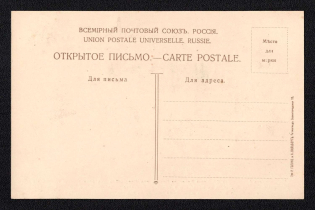 ВСЕМІРНЫЙ ПОЧТОВЫЙ СОЮЗЪ. РОССІЯ.
UNION POSTALE UNIVERSELLE, RUSSIE.
ОТКРЫТОЕ ПИСЬМО.—CARTE POSTALE.
Мѣсто
для
марки
Для письма
Для адреса.